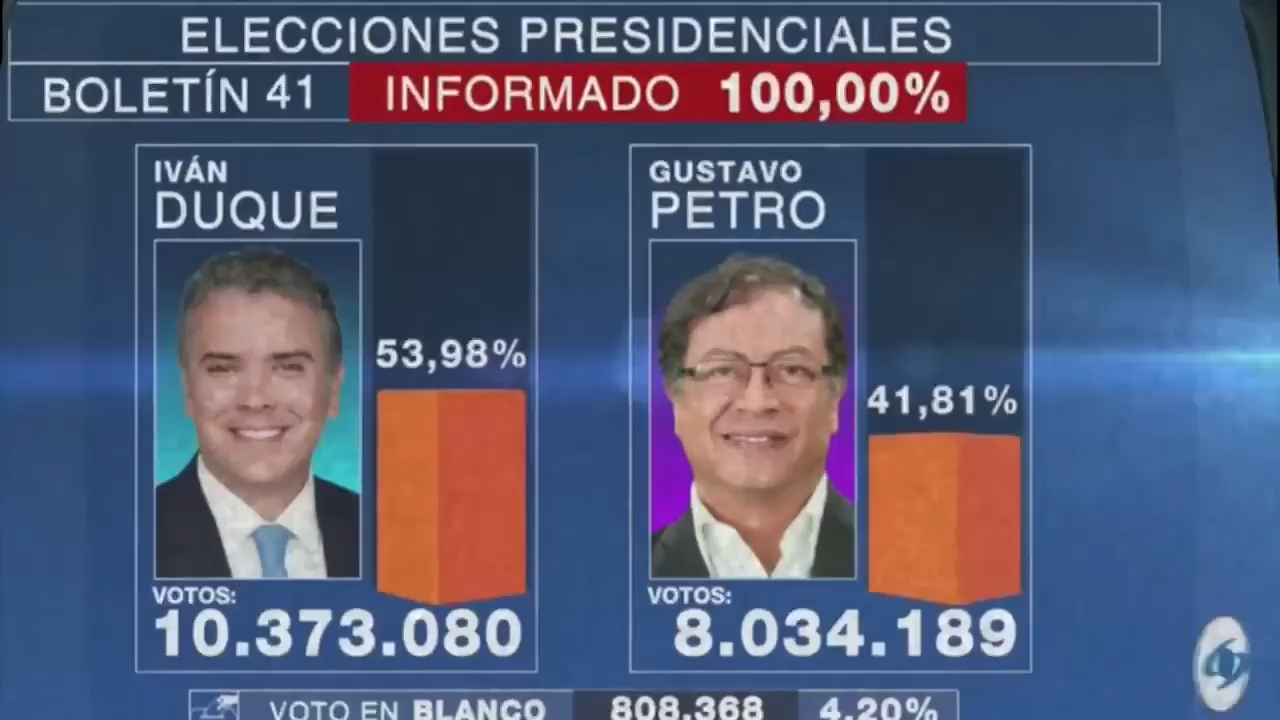 ELECCIONES PRESIDENCIALES
BOLETÍN 41 INFORMADO 100,00%
IVÁN
DUQUE
53,98%
VOTOS:
10.373.080
GUSTAVO
PETRO
41,81%
VOTOS:
8.034.189
VOTO EN BLANCO 808.368 4,20%